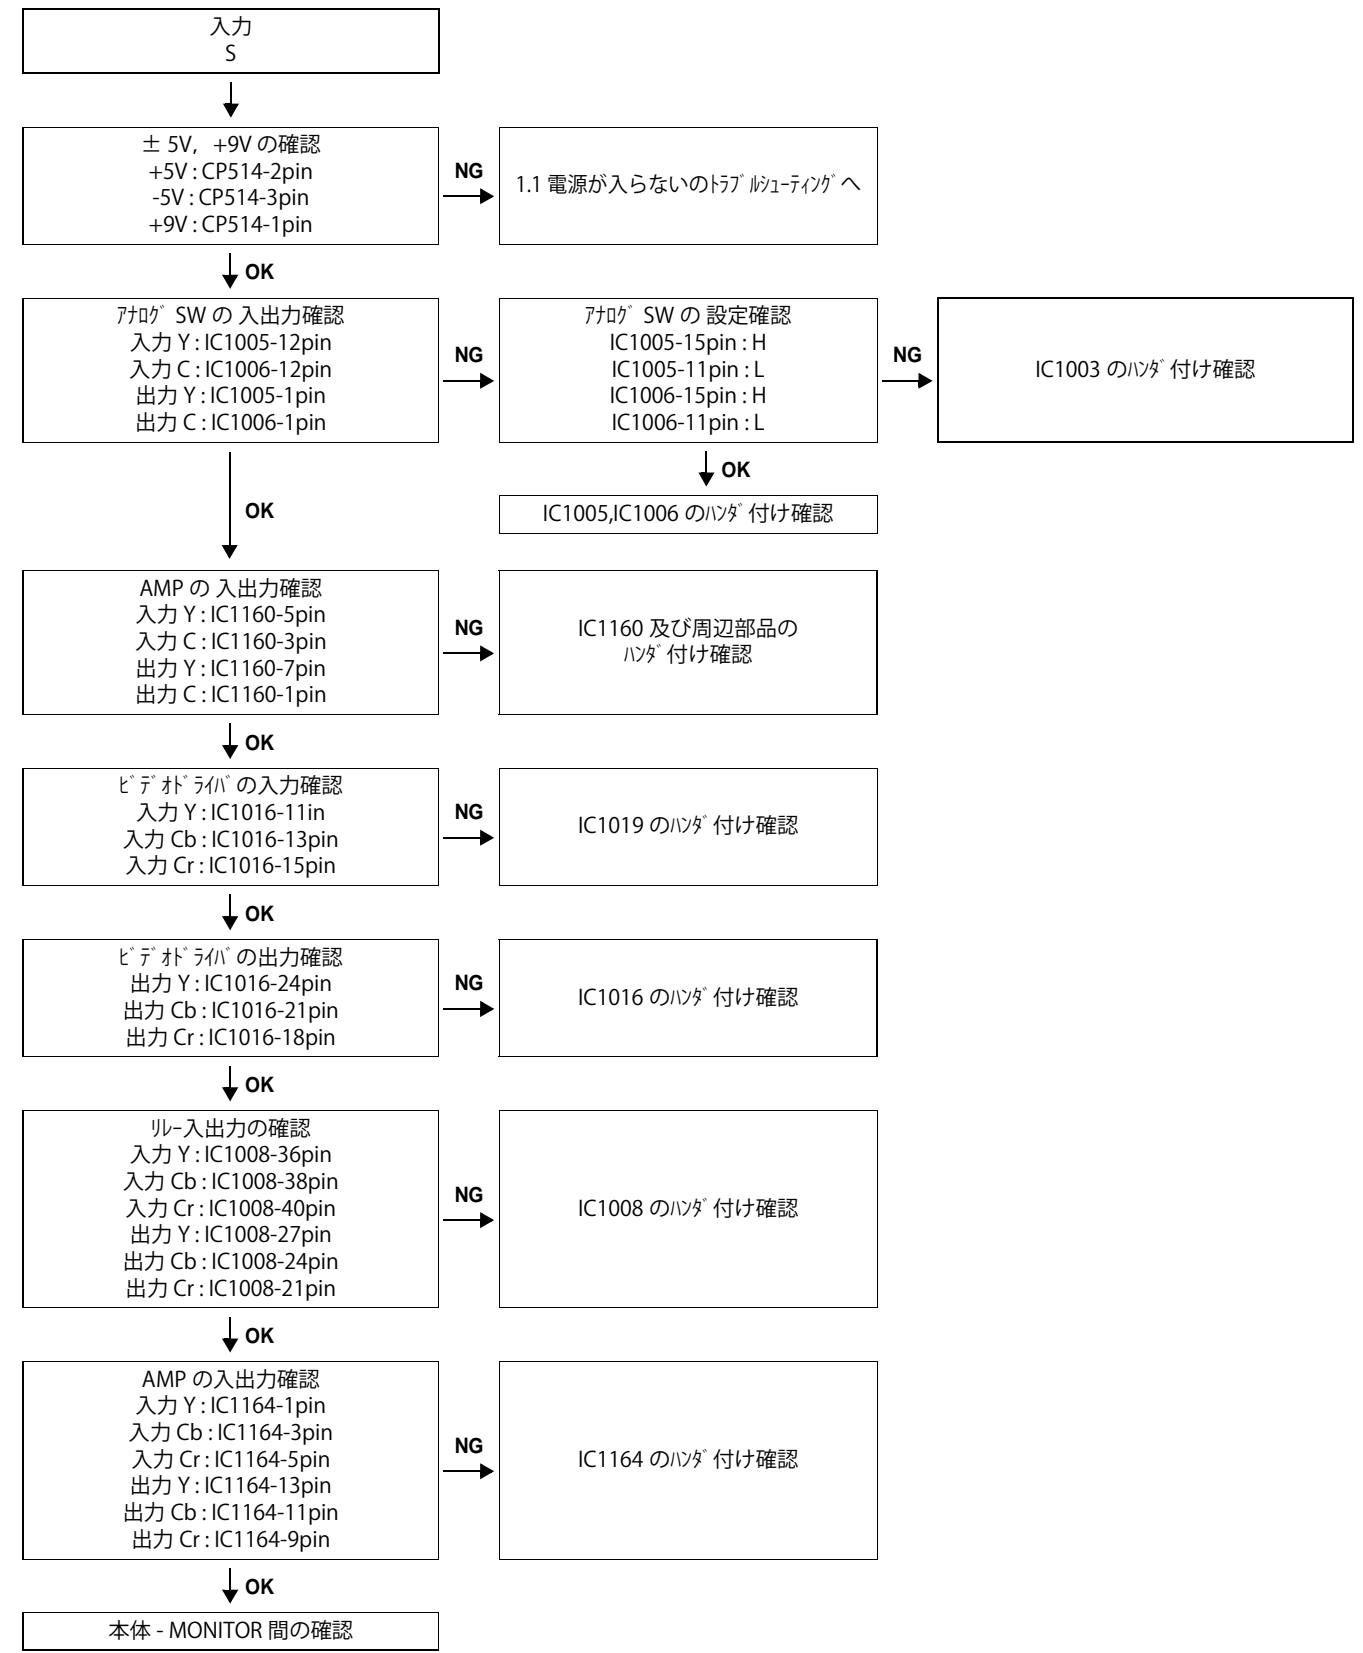 入力
S
± 5V, +9V の確認
+5V : CP514-2pin
-5V : CP514-3pin
+9V : CP514-1pin
NG
1.1 電源が入らないのﾄﾗﾌﾞﾙｼｭｰﾃｨﾝｸﾞへ
OK
ｱﾅﾛｸﾞ SW の 入出力確認
入力 Y : IC1005-12pin
入力 C : IC1006-12pin
出力 Y : IC1005-1pin
出力 C : IC1006-1pin
NG
ｱﾅﾛｸﾞ SW の 設定確認
IC1005-15pin : H
IC1005-11pin : L
IC1006-15pin : H
IC1006-11pin : L
NG
IC1003 のﾊﾝﾀﾞ付け確認
OK
IC1005,IC1006 のﾊﾝﾀﾞ付け確認
OK
AMP の 入出力確認
入力 Y : IC1160-5pin
入力 C : IC1160-3pin
出力 Y : IC1160-7pin
出力 C : IC1160-1pin
NG
IC1160 及び周辺部品の
ﾊﾝﾀﾞ付け確認
OK
ﾋﾞﾃﾞｵﾄﾞﾗｲﾊﾞの入力確認
入力 Y : IC1016-11in
入力 Cb : IC1016-13pin
入力 Cr : IC1016-15pin
NG
IC1019 のﾊﾝﾀﾞ付け確認
OK
ﾋﾞﾃﾞｵﾄﾞﾗｲﾊﾞの出力確認
出力 Y : IC1016-24pin
出力 Cb : IC1016-21pin
出力 Cr : IC1016-18pin
NG
IC1016 のﾊﾝﾀﾞ付け確認
OK
ﾘﾚｰ入出力の確認
入力 Y : IC1008-36pin
入力 Cb : IC1008-38pin
入力 Cr : IC1008-40pin
出力 Y : IC1008-27pin
出力 Cb : IC1008-24pin
出力 Cr : IC1008-21pin
NG
IC1008 のﾊﾝﾀﾞ付け確認
OK
AMP の入出力確認
入力 Y : IC1164-1pin
入力 Cb : IC1164-3pin
入力 Cr : IC1164-5pin
出力 Y : IC1164-13pin
出力 Cb : IC1164-11pin
出力 Cr : IC1164-9pin
NG
IC1164 のﾊﾝﾀﾞ付け確認
OK
本体 - MONITOR 間の確認